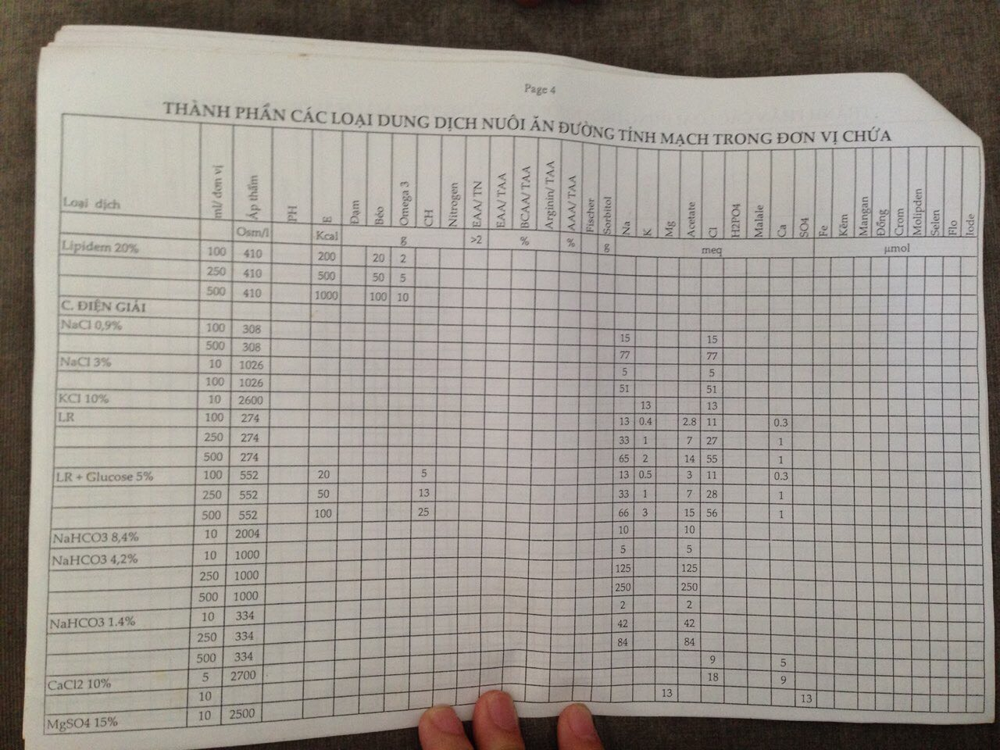 Page 4
THÀNH PHẦN CÁC LOẠI DUNG DỊCH NUÔI ĂN ĐƯỜNG TĨNH MẠCH TRONG ĐƠN VỊ CHỨA
Loại dịch ml/ đơn vị Áp thẩm PH E Đạm Béo Omega 3 CH Nitrogen EAA/ TN EAA/ TAA BCAA/ TAA Arginin/ TAA AAA/ TAA Fischer Sorbitol Na K Mg Acetate Cl H2PO4 Malale Ca SO4 Fe Kẽm Mangan Đồng Crom Molipden Selen Flo Iode
Osm/l Kcal g >2 % % g meq µmol
Lipidem 20% 100 410 200 20 2
250 410 500 50 5
500 410 1000 100 10
C. ĐIỆN GIẢI
NaCl 0,9% 100 308 15 15
500 308 77 77
NaCl 3% 10 1026 5 5
100 1026 51 51
KCl 10% 10 2600 13 13
LR 100 274 13 0.4 2.8 11 0.3
250 274 33 1 7 27 1
500 274 65 2 14 55 1
LR + Glucose 5% 100 552 20 5 13 0.5 3 11 0.3
250 552 50 13 33 1 7 28 1
500 552 100 25 66 3 15 56 1
NaHCO3 8,4% 10 2004 10 10
NaHCO3 4,2% 10 1000 5 5
250 1000 125 125
500 1000 250 250
NaHCO3 1.4% 10 334 2 2
250 334 42 42
500 334 84 84
CaCl2 10% 5 2700 9 5
10 18 9
MgSO4 15% 10 2500 13 13